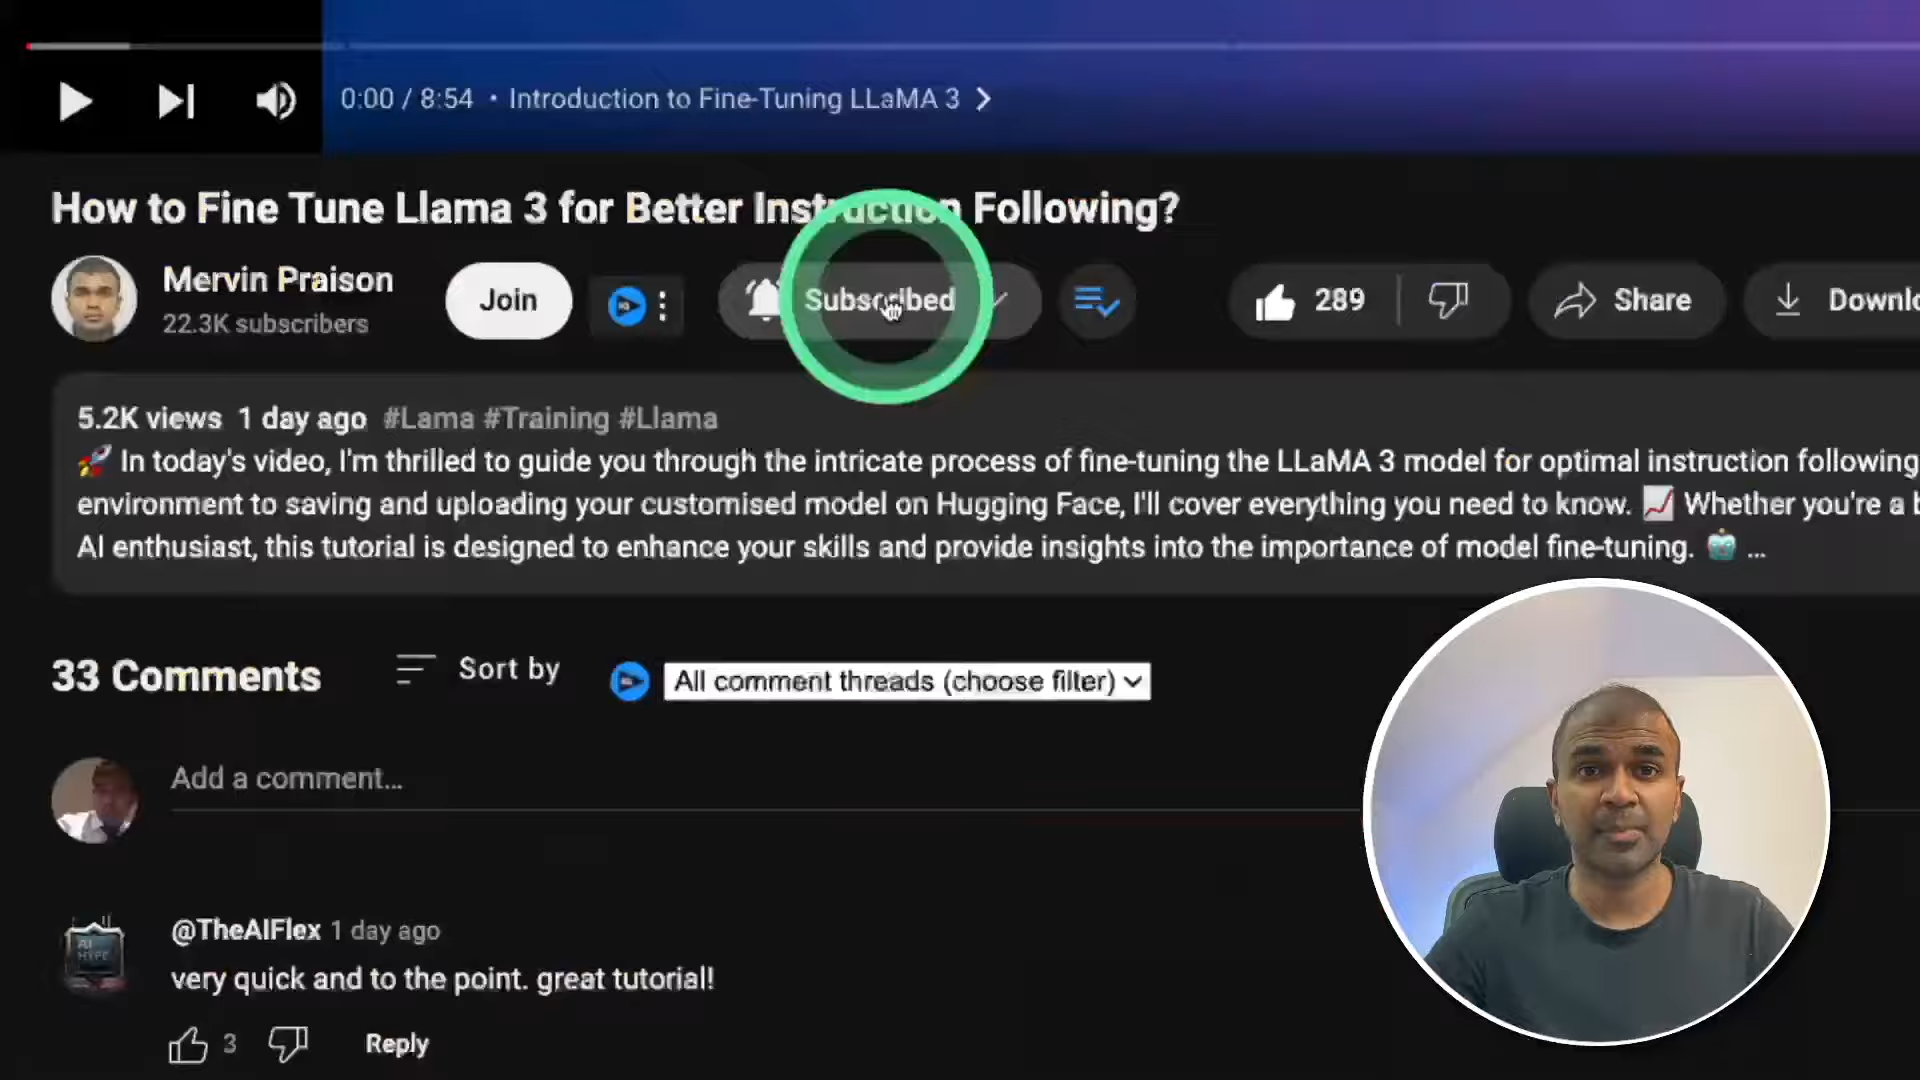 0:00 / 8:54 • Introduction to Fine-Tuning LLaMA 3
How to Fine Tune Llama 3 for Better Instruction Following?
Mervin Praison
22.3K subscribers
Join
Subscribed
289
Share
Downlo
5.2K views 1 day ago #Lama #Training #Llama
🚀 In today's video, I'm thrilled to guide you through the intricate process of fine-tuning the LLaMA 3 model for optimal instruction following
environment to saving and uploading your customised model on Hugging Face, I'll cover everything you need to know. 📈 Whether you're a b
AI enthusiast, this tutorial is designed to enhance your skills and provide insights into the importance of model fine-tuning. 🤖 ...
33 Comments
Sort by
All comment threads (choose filter)
Add a comment...
AI
HYPE
@TheAIFlex 1 day ago
very quick and to the point. great tutorial!
3
Reply